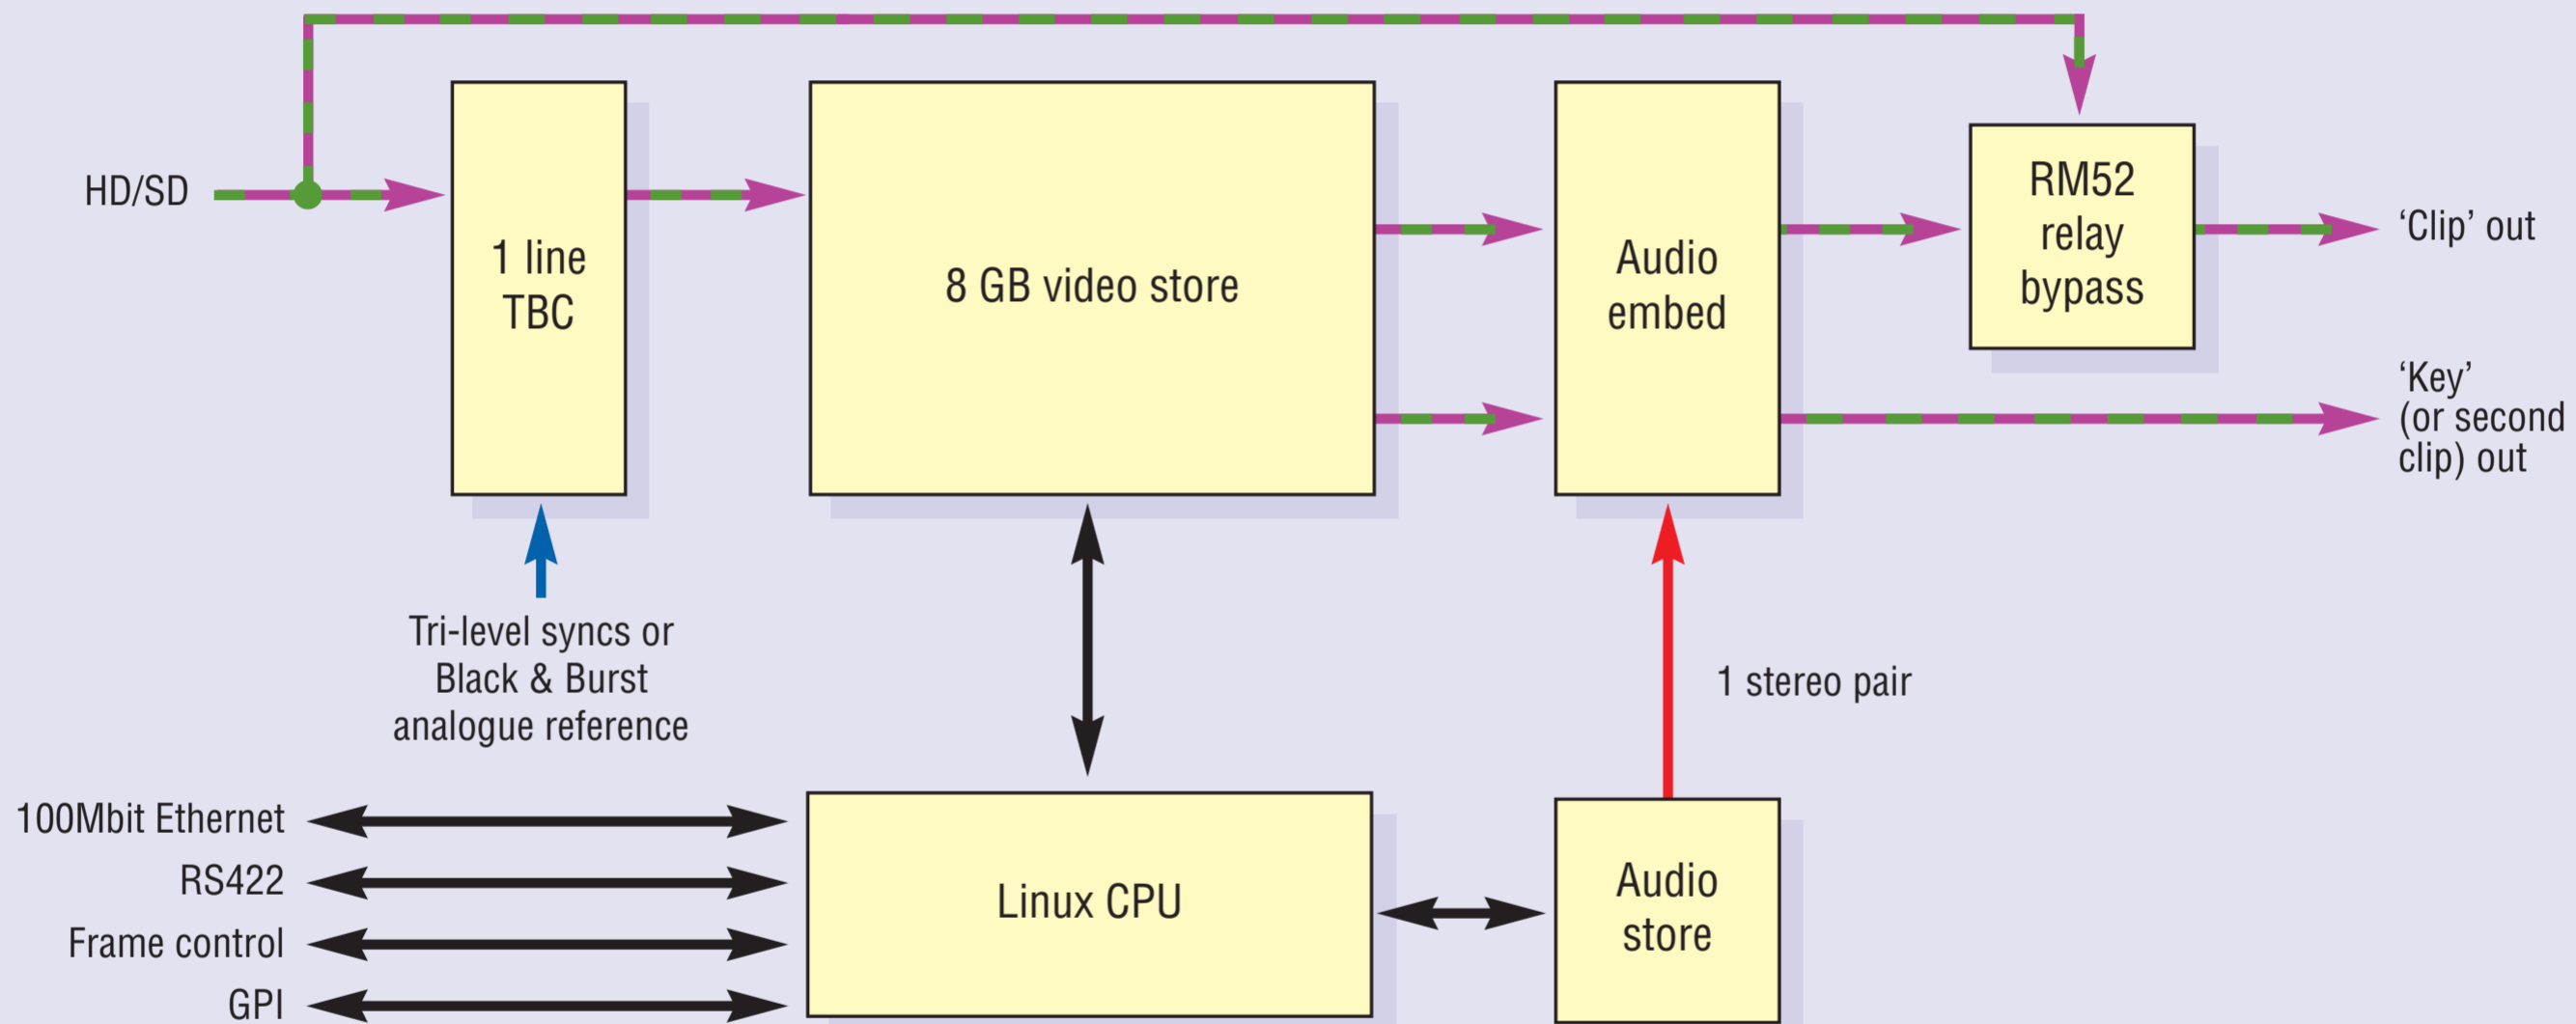 HD/SD
1 line
TBC
8 GB video store
Audio
embed
RM52
relay
bypass
‘Clip’ out
‘Key’
(or second
clip) out
Tri-level syncs or
Black & Burst
analogue reference
1 stereo pair
100Mbit Ethernet
RS422
Frame control
GPI
Linux CPU
Audio
store